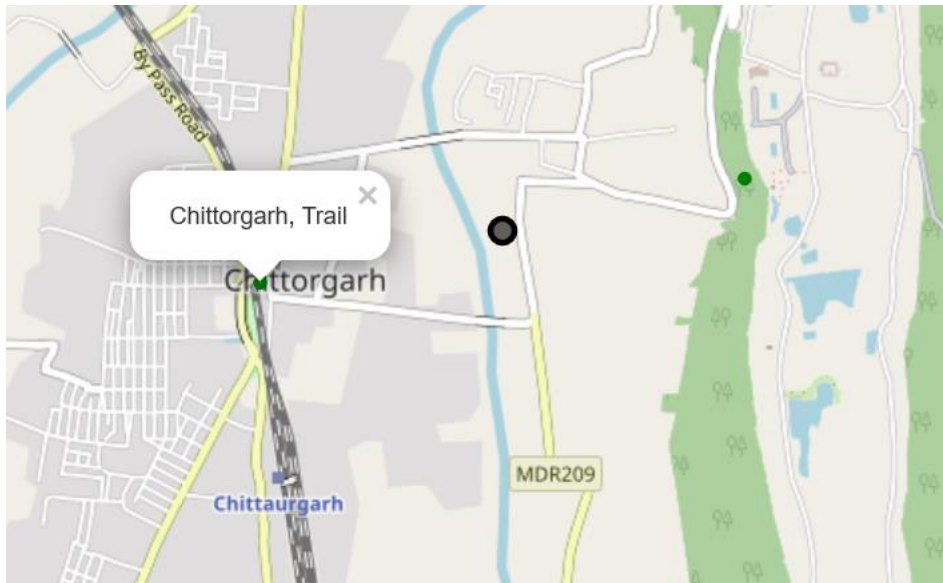 By Pass Road
Chittorgarh, Trail
×
Chittorgarh
MDR209
Chittaurgarh